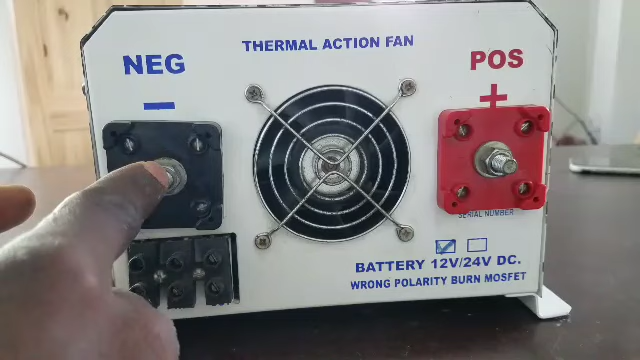 THERMAL ACTION FAN
NEG
POS
−
+
SERIAL NUMBER
BATTERY 12V/24V DC.
WRONG POLARITY BURN MOSFET